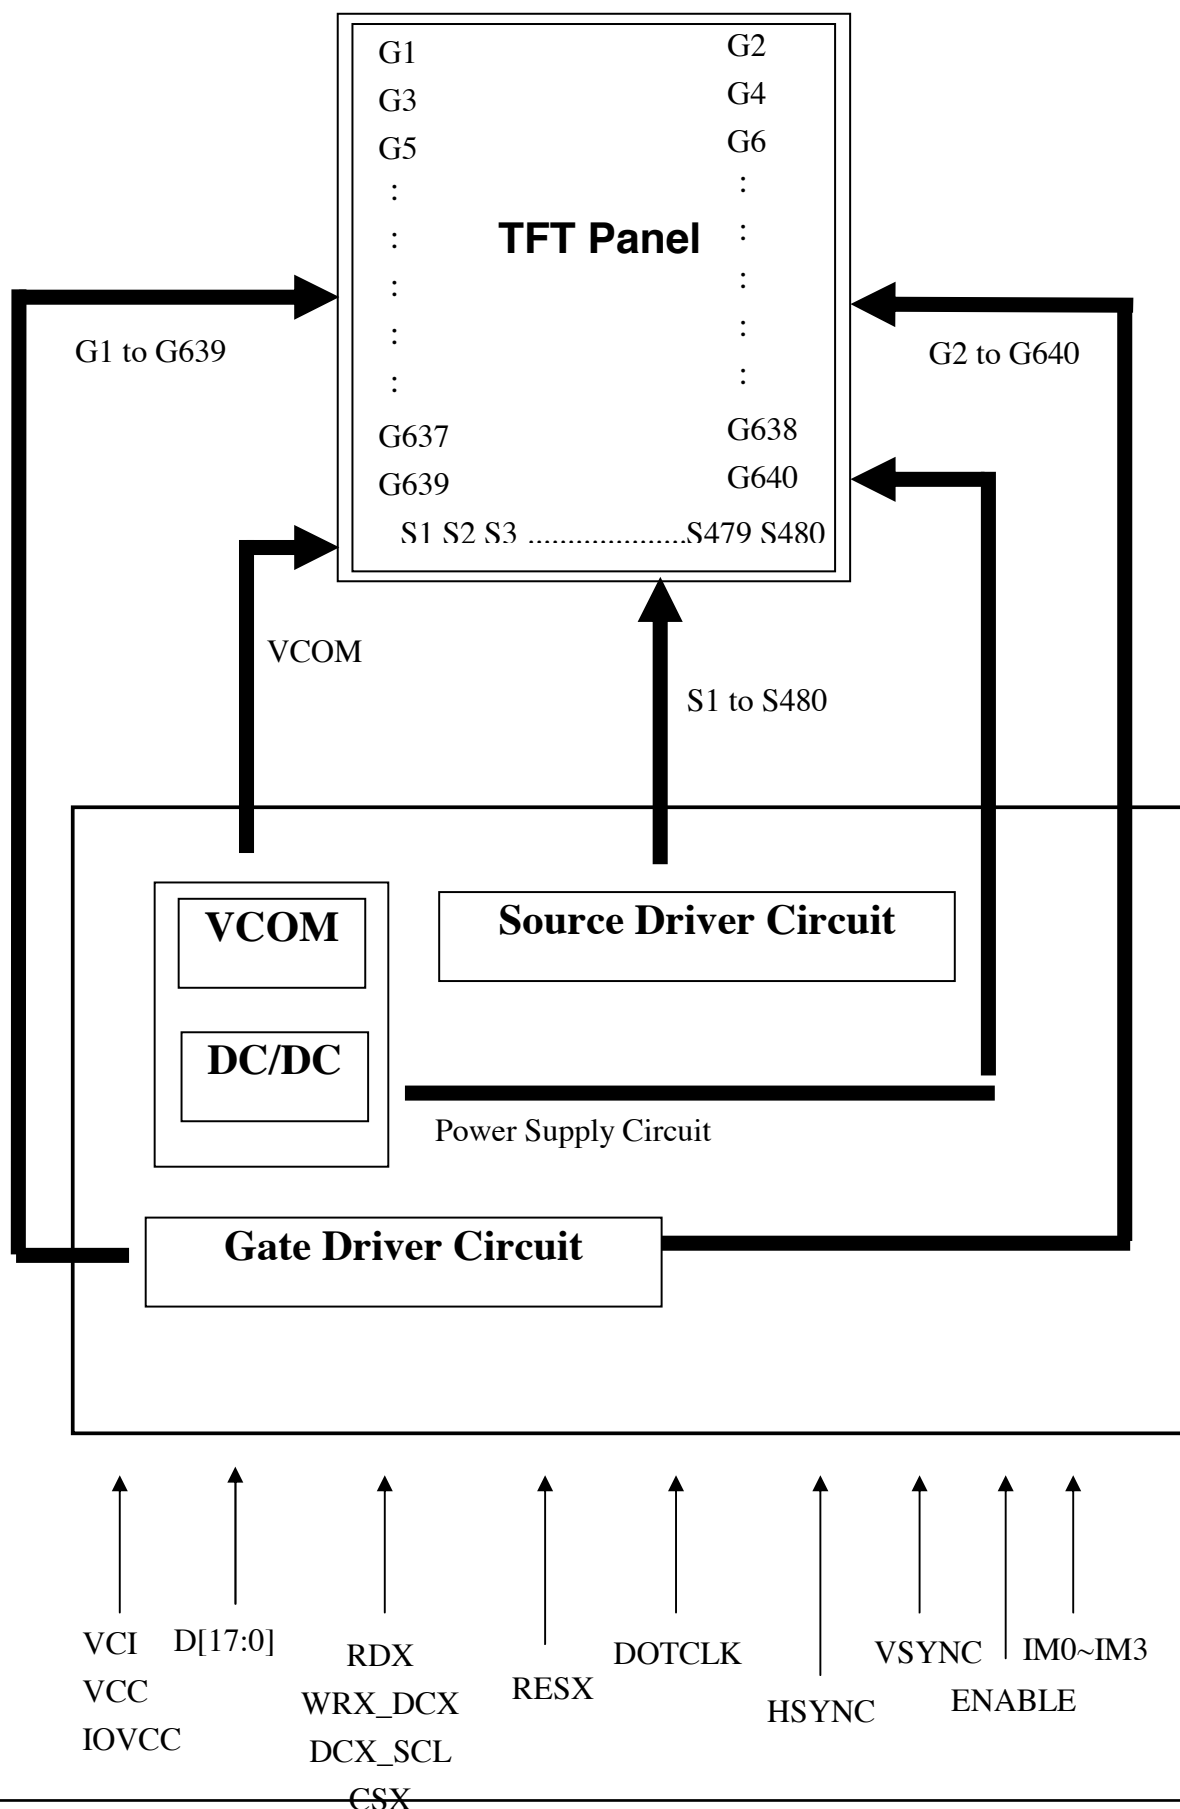 G1 G2
G3 G4
G5 G6
: :
: :
TFT Panel
: :
: :
: :
G1 to G639
G2 to G640
G637 G638
G639 G640
S1 S2 S3 ....................S479 S480
VCOM
S1 to S480
VCOM
Source Driver Circuit
DC/DC
Power Supply Circuit
Gate Driver Circuit
VCI
VCC
IOVCC
D[17:0]
RDX
WRX_DCX
DCX_SCL
CSX
RESX
DOTCLK
HSYNC
VSYNC
ENABLE
IM0~IM3